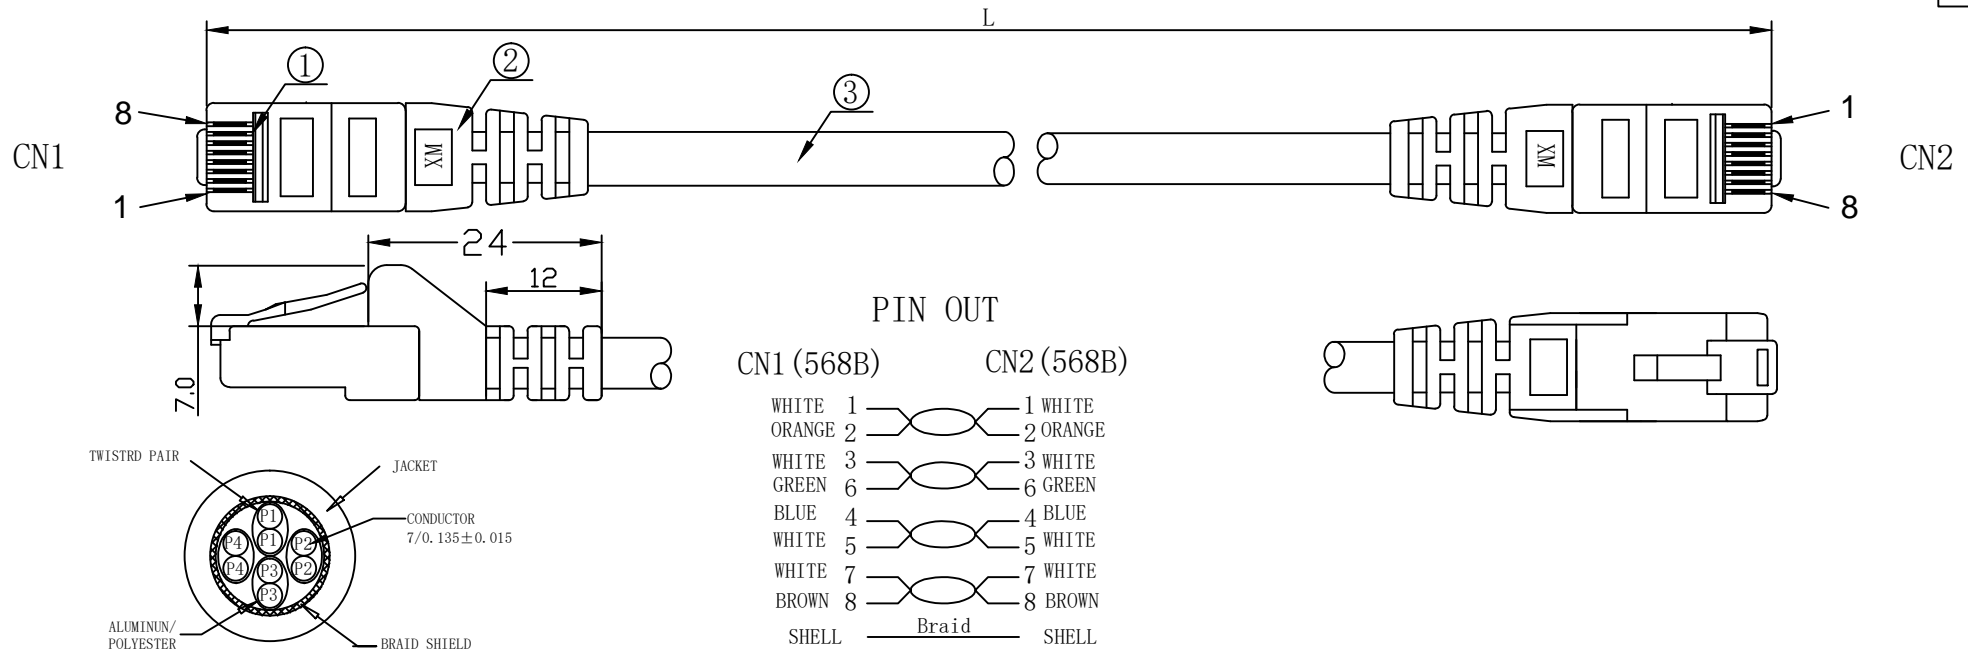 L
① ② ③
8 1
CN1 XM XM CN2
1 8
24
12
7.0
PIN OUT
CN1(568B) CN2(568B)
WHITE 1 1 WHITE
ORANGE 2 2 ORANGE
WHITE 3 3 WHITE
GREEN 6 6 GREEN
BLUE 4 4 BLUE
WHITE 5 5 WHITE
WHITE 7 7 WHITE
BROWN 8 8 BROWN
SHELL Braid SHELL
TWISTRD PAIR
JACKET
CONDUCTOR
7/0.135±0.015
P1
P1
P4 P2
P4 P2
P3
P3
ALUMINUN/
POLYESTER
BRAID SHIELD